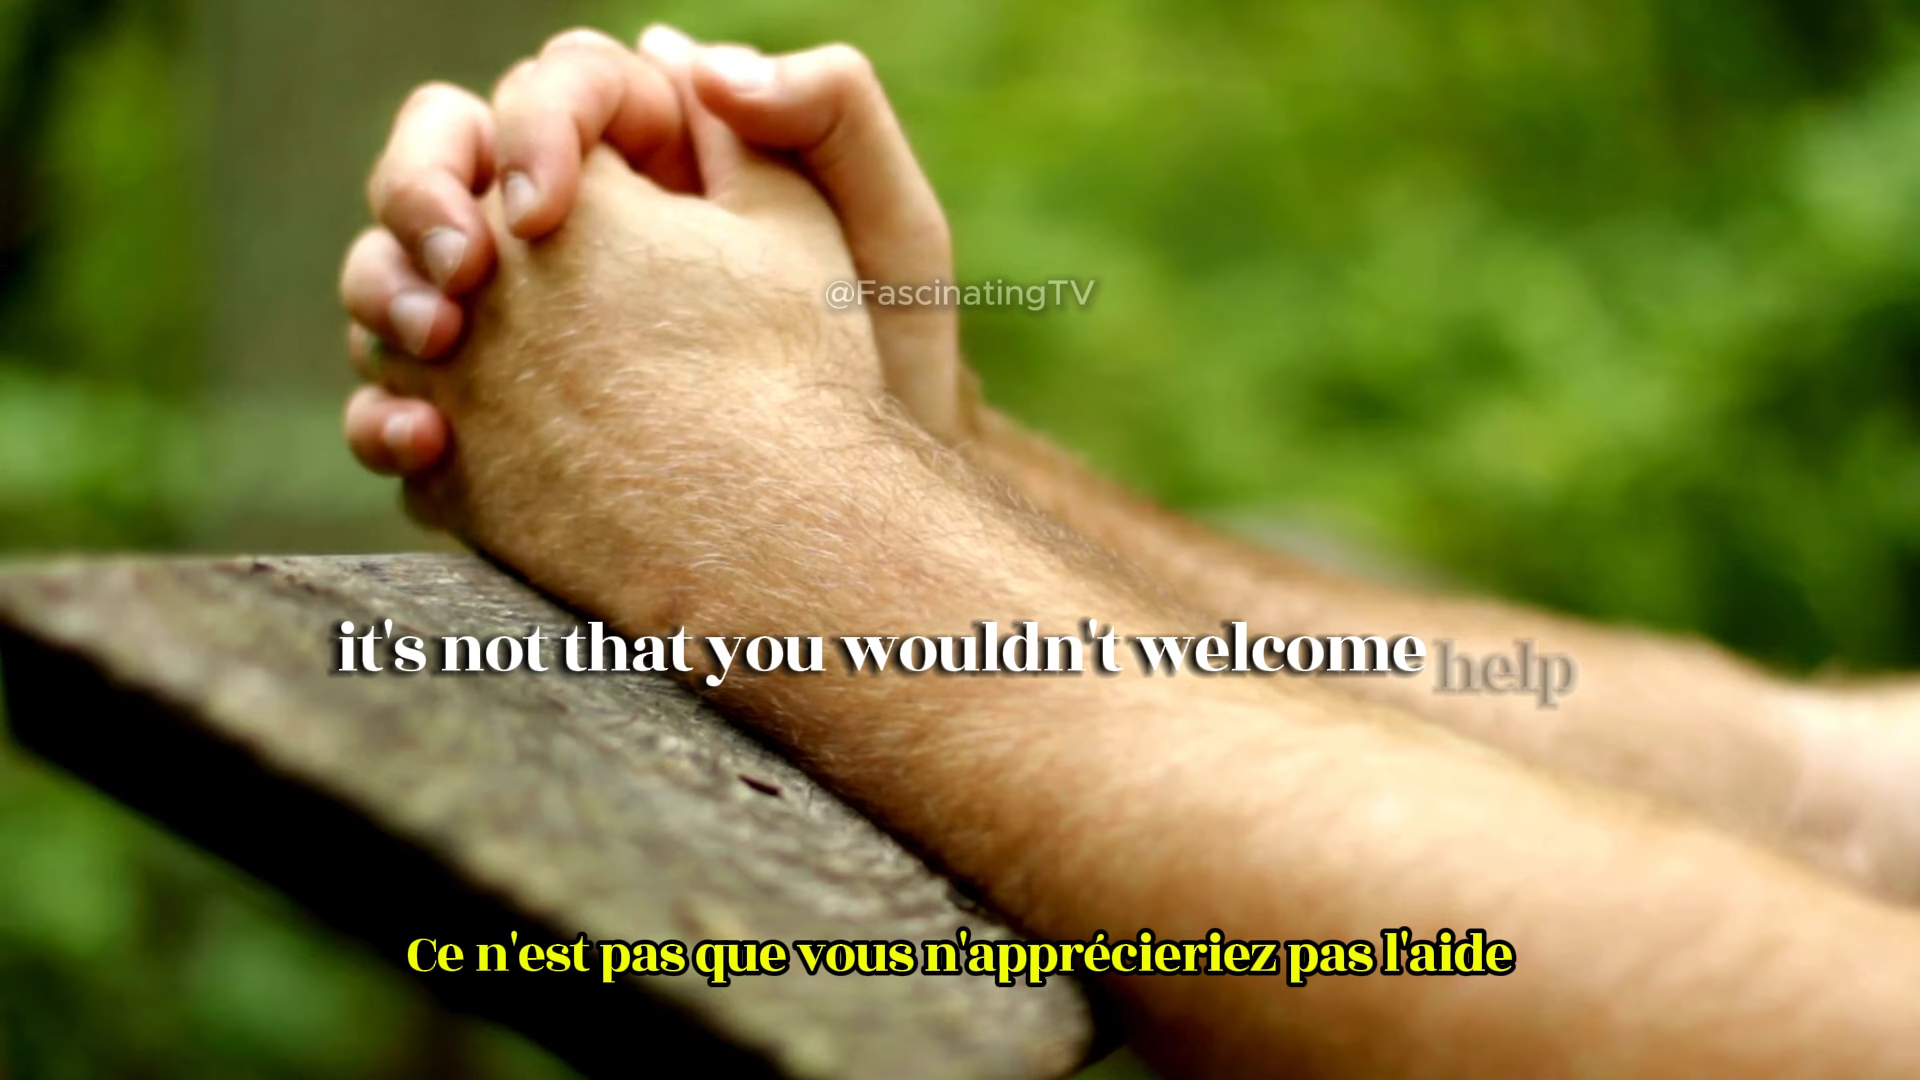 @FascinatingTV
it's not that you wouldn't welcome help
Ce n'est pas que vous n'apprécieriez pas l'aide